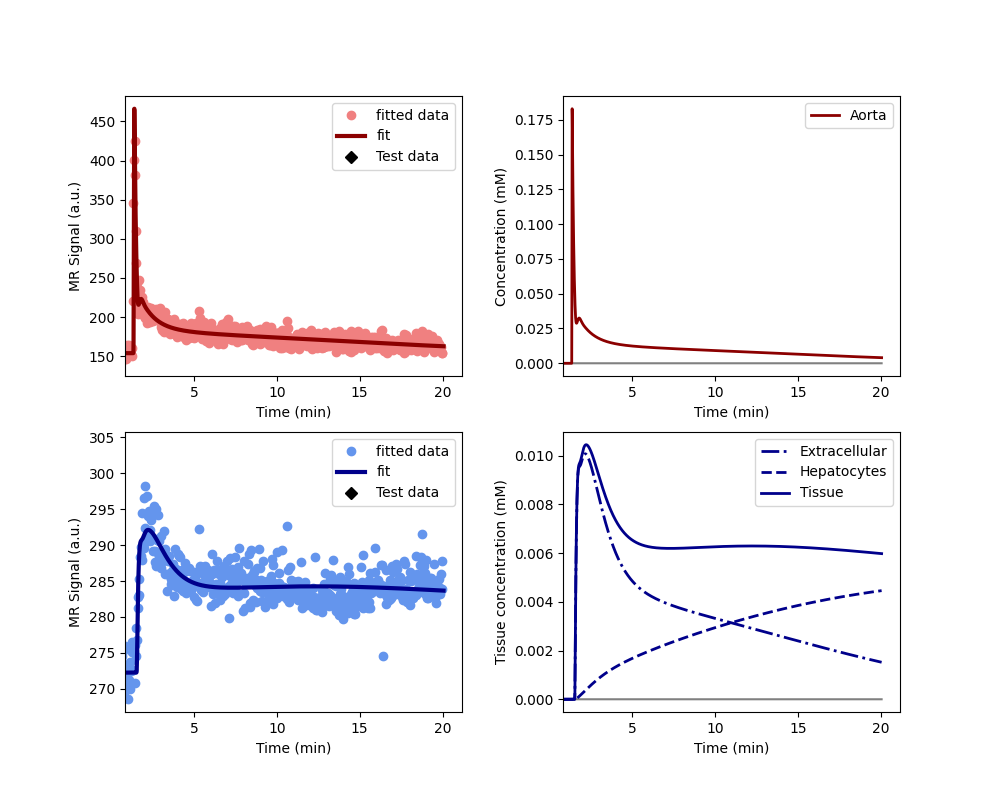 MR Signal (a.u.)
450
400
350
300
250
200
150
5
10
15
20
Time (min)
fitted data
fit
Test data
Concentration (mM)
0.175
0.150
0.125
0.100
0.075
0.050
0.025
0.000
5
10
15
20
Time (min)
Aorta
MR Signal (a.u.)
305
300
295
290
285
280
275
270
5
10
15
20
Time (min)
fitted data
fit
Test data
Tissue concentration (mM)
0.010
0.008
0.006
0.004
0.002
0.000
5
10
15
20
Time (min)
Extracellular
Hepatocytes
Tissue